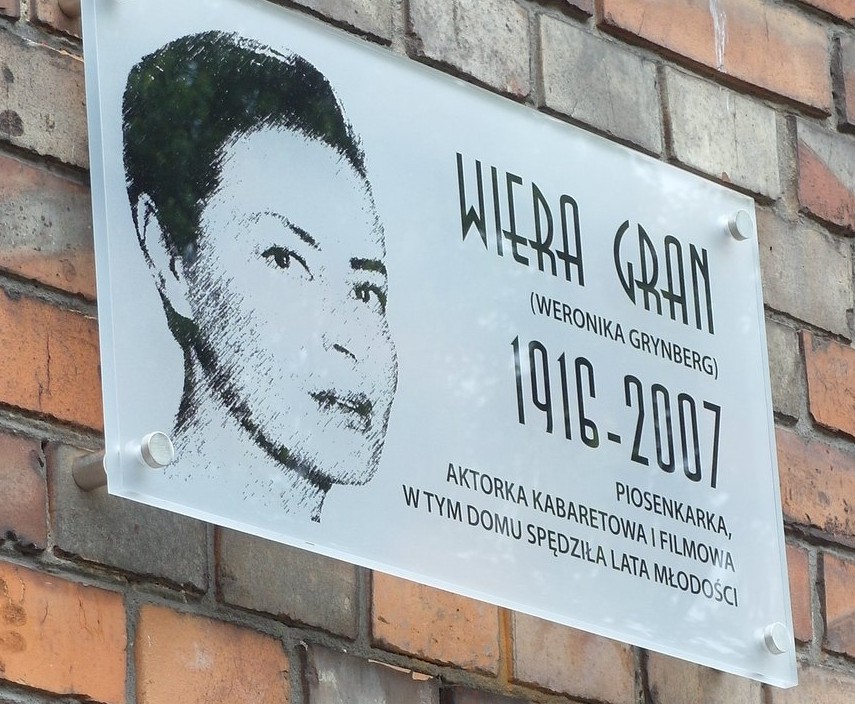 WIERA GRAN
(WERONIKA GRYNBERG)
1916-2007
PIOSENKARKA,
AKTORKA KABARETOWA I FILMOWA
W TYM DOMU SPĘDZIŁA LATA MŁODOŚCI